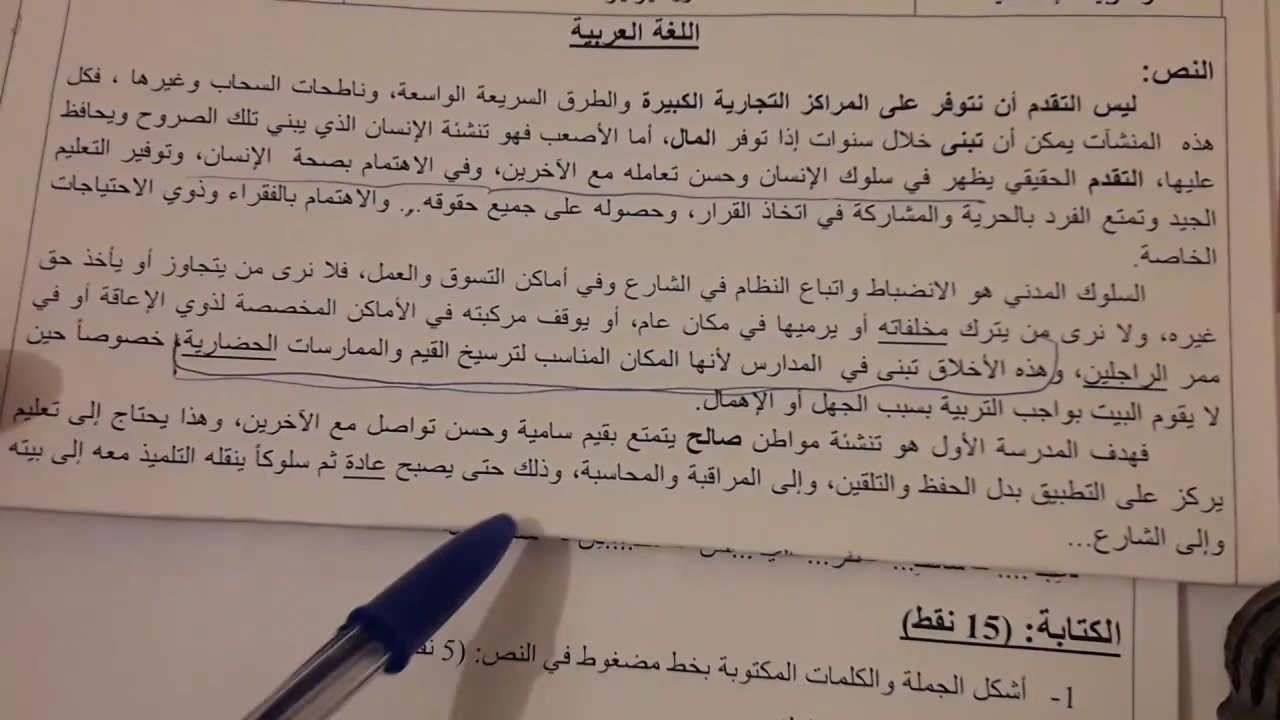 اللغة العربية
النص:
ليس التقدم أن نتوفر على المراكز التجارية الكبيرة والطرق السريعة الواسعة، وناطحات السحاب وغيرها ، فكل
هذه المنشآت يمكن أن تبنى خلال سنوات إذا توفر المال، أما الأصعب فهو تنشئة الإنسان الذي يبني تلك الصروح ويحافظ
عليها، التقدم الحقيقي يظهر في سلوك الإنسان وحسن تعامله مع الآخرين، وفي الاهتمام بصحة الإنسان، وتوفير التعليم
الجيد وتمتع الفرد بالحرية والمشاركة في اتخاذ القرار، وحصوله على جميع حقوقه.. والاهتمام بالفقراء وذوي الاحتياجات
الخاصة.
السلوك المدني هو الانضباط واتباع النظام في الشارع وفي أماكن التسوق والعمل، فلا نرى من يتجاوز أو يأخذ حق
غيره، ولا نرى من يترك مخلفاته أو يرميها في مكان عام، أو يوقف مركبته في الأماكن المخصصة لذوي الإعاقة أو في
ممر الراجلين، وهذه الأخلاق تبنى في المدارس لأنها المكان المناسب لترسيخ القيم والممارسات الحضارية، خصوصاً حين
لا يقوم البيت بواجب التربية بسبب الجهل أو الإهمال.
فهدف المدرسة الأول هو تنشئة مواطن صالح يتمتع بقيم سامية وحسن تواصل مع الآخرين، وهذا يحتاج إلى تعليم
يركز على التطبيق بدل الحفظ والتلقين، وإلى المراقبة والمحاسبة، وذلك حتى يصبح عادة ثم سلوكاً ينقله التلميذ معه إلى بيته
وإلى الشارع...
الكتابة: (15 نقط)
1- أشكل الجملة والكلمات المكتوبة بخط مضغوط في النص: (5